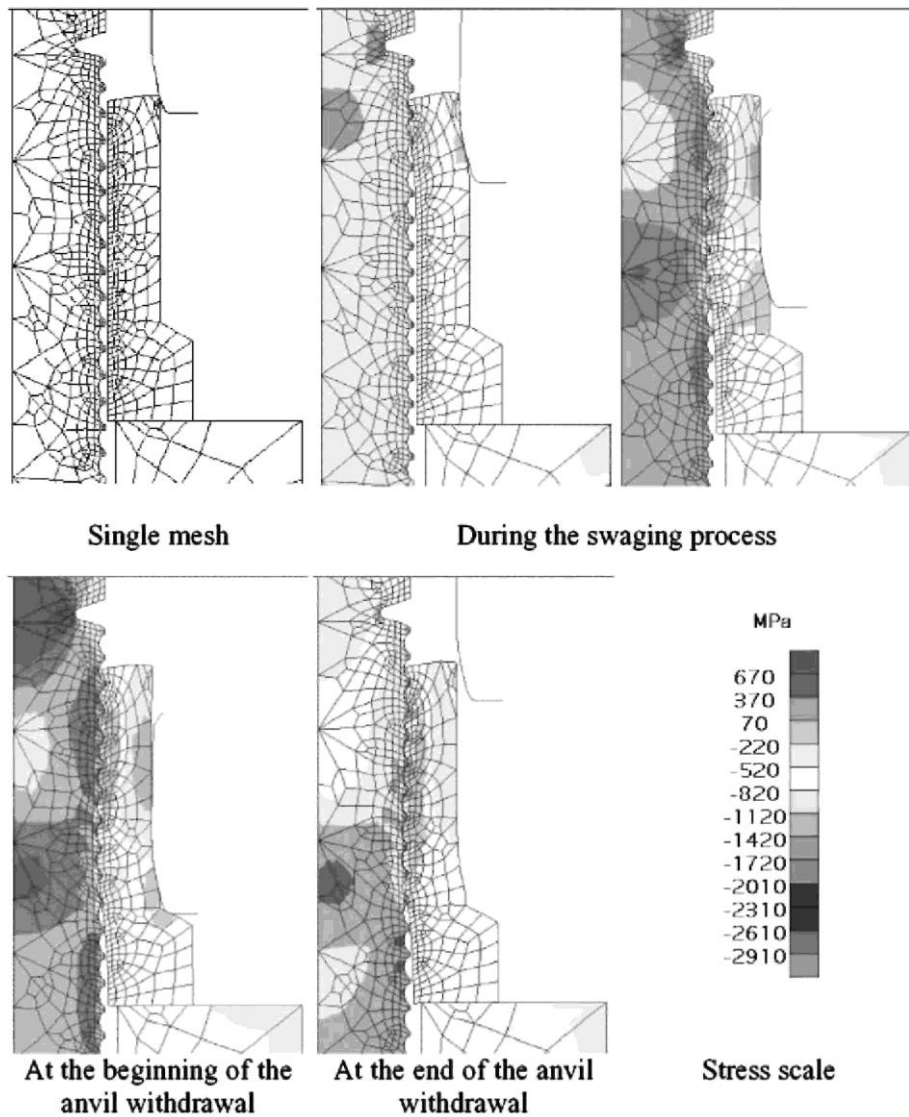 Single mesh
During the swaging process
MPa
670
370
70
-220
-520
-820
-1120
-1420
-1720
-2010
-2310
-2610
-2910
At the beginning of the
anvil withdrawal
At the end of the anvil
withdrawal
Stress scale